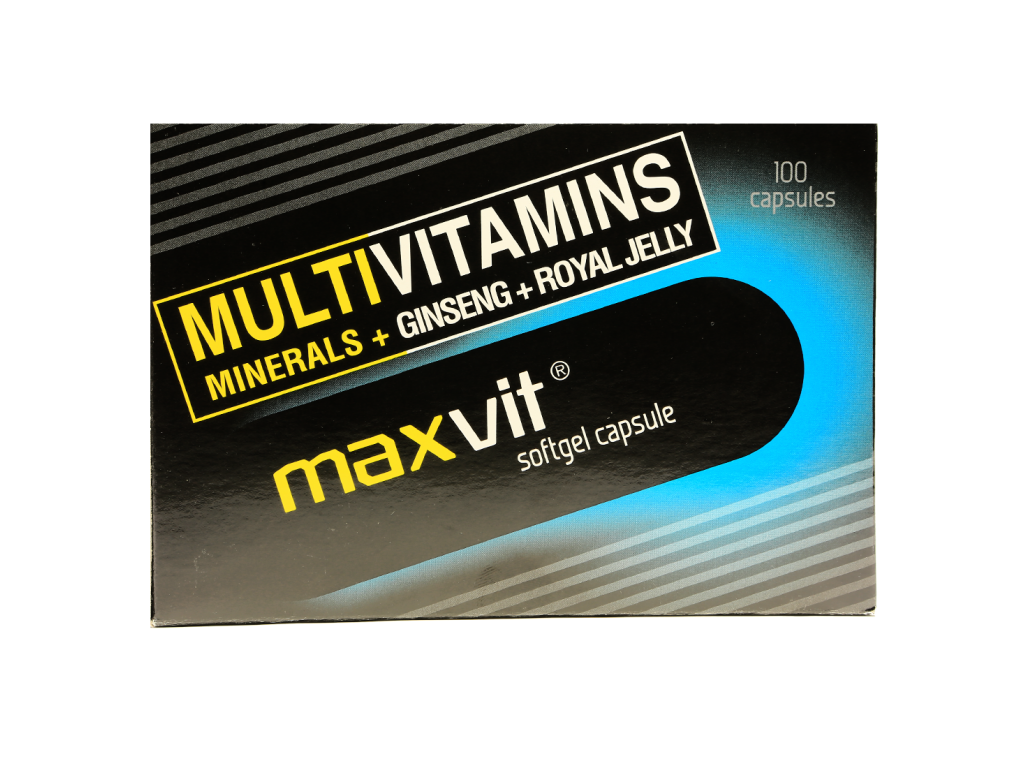 100
capsules
MULTIVITAMINS
MINERALS + GINSENG + ROYAL JELLY
maxvit®
softgel capsule